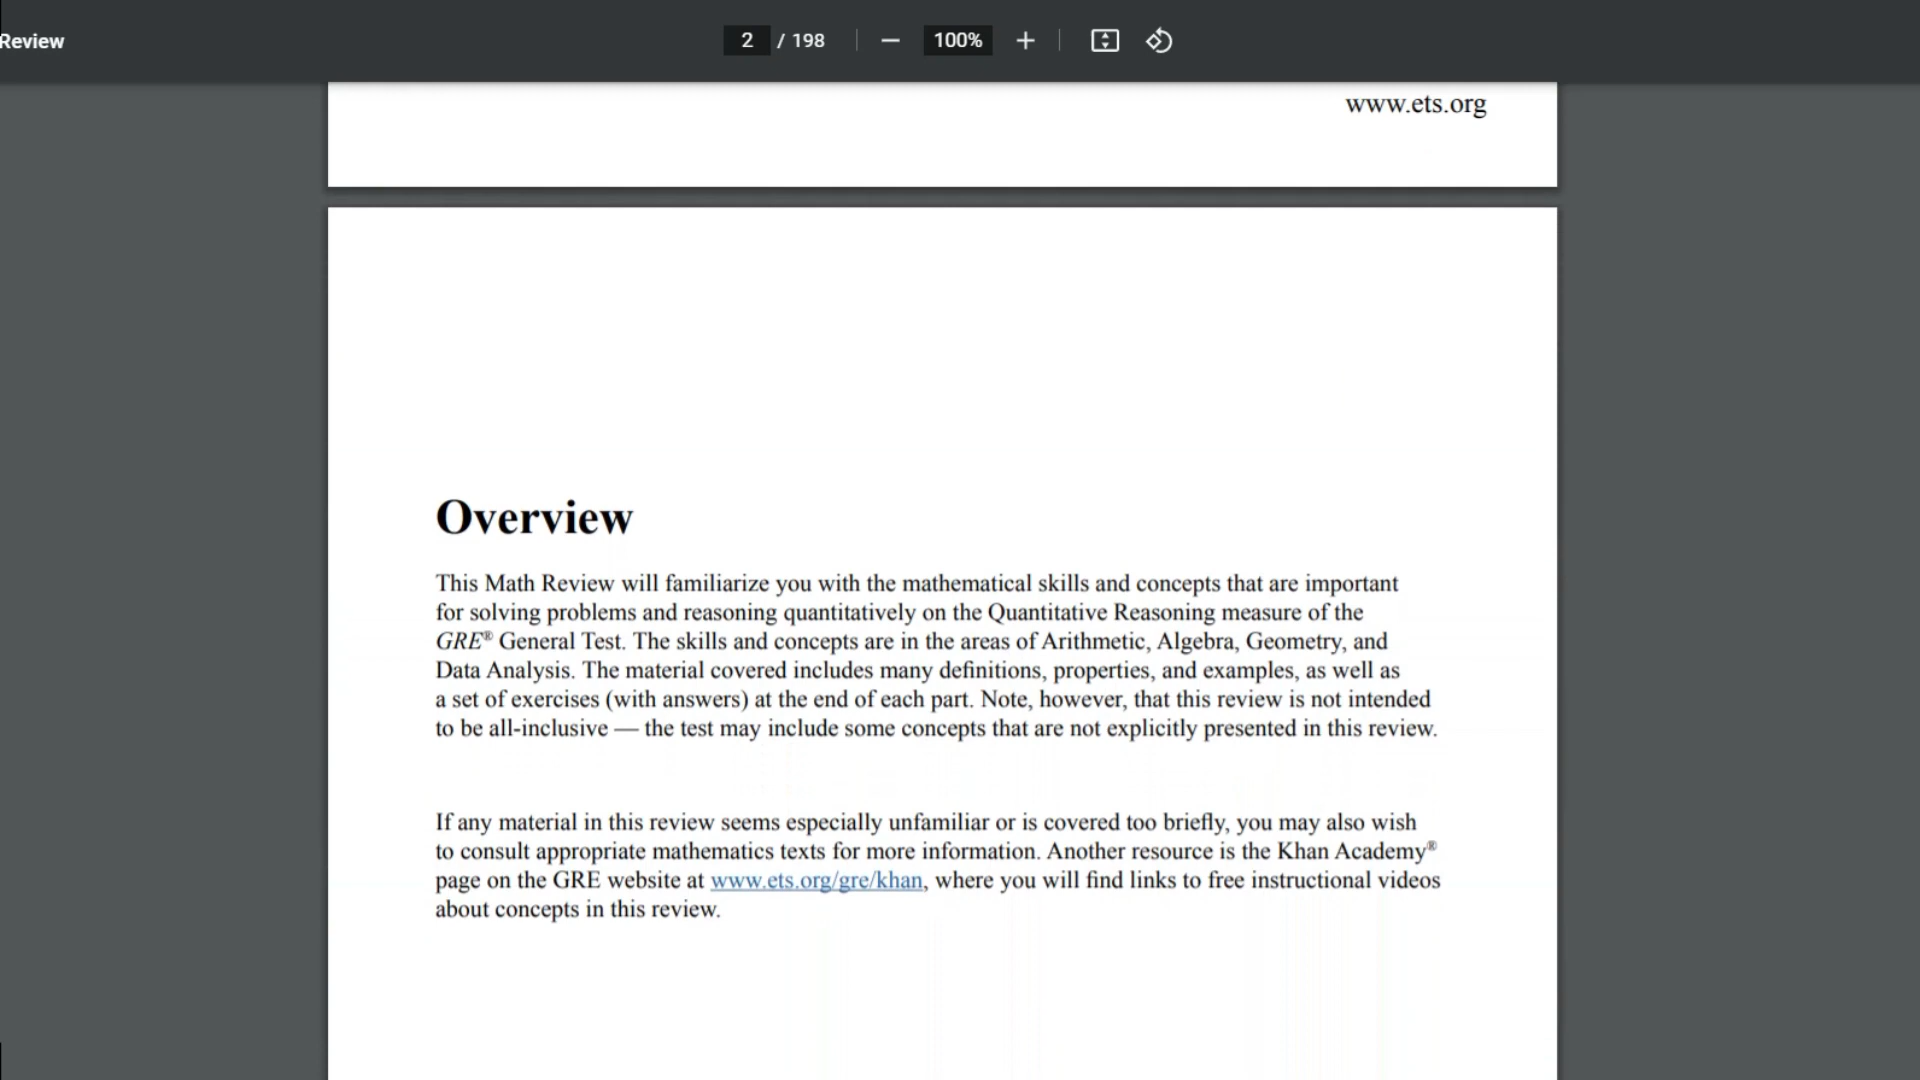 Review
2 / 198
100%
www.ets.org
Overview
This Math Review will familiarize you with the mathematical skills and concepts that are important
for solving problems and reasoning quantitatively on the Quantitative Reasoning measure of the
GRE® General Test. The skills and concepts are in the areas of Arithmetic, Algebra, Geometry, and
Data Analysis. The material covered includes many definitions, properties, and examples, as well as
a set of exercises (with answers) at the end of each part. Note, however, that this review is not intended
to be all-inclusive — the test may include some concepts that are not explicitly presented in this review.
If any material in this review seems especially unfamiliar or is covered too briefly, you may also wish
to consult appropriate mathematics texts for more information. Another resource is the Khan Academy®
page on the GRE website at www.ets.org/gre/khan, where you will find links to free instructional videos
about concepts in this review.